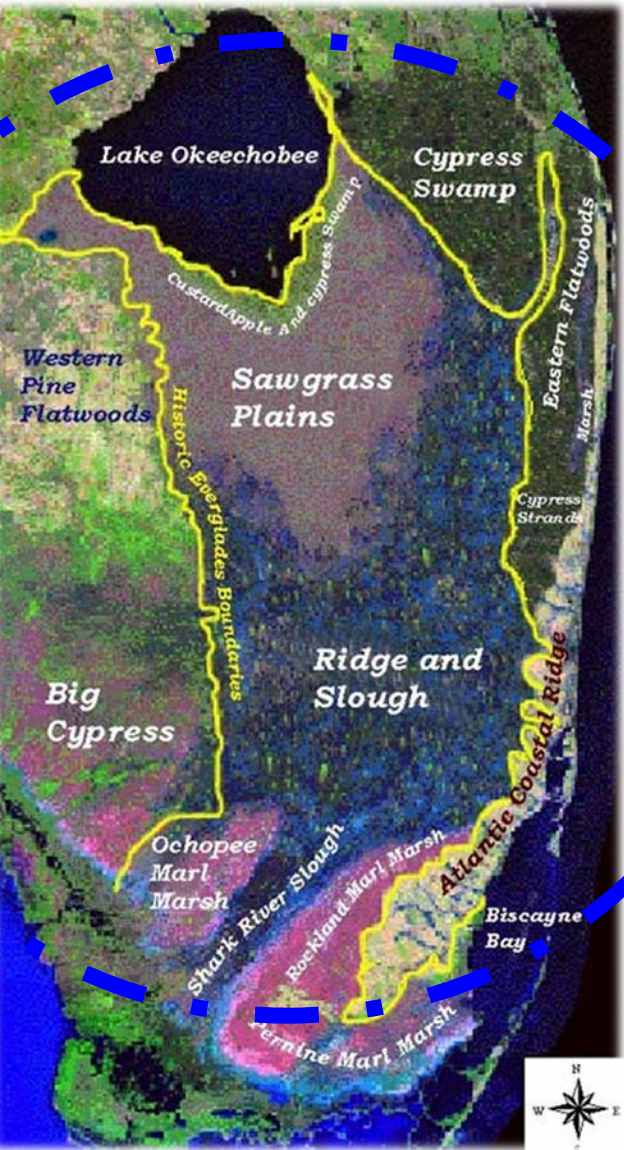 Lake Okeechobee
Cypress
Swamp
CustardApple And cypress Swamp
Eastern Flatwoods
Western
Pine
Flatwoods
Sawgrass
Plains
Marsh
Historic Everglades Boundaries
Cypress
Strands
Ridge and
Slough
Big
Cypress
Atlantic Coastal Ridge
Ochopee
Marl
Marsh
Shark River Slough
Rockland Marl Marsh
Biscayne
Bay
Perrine Marl Marsh
N
W
E